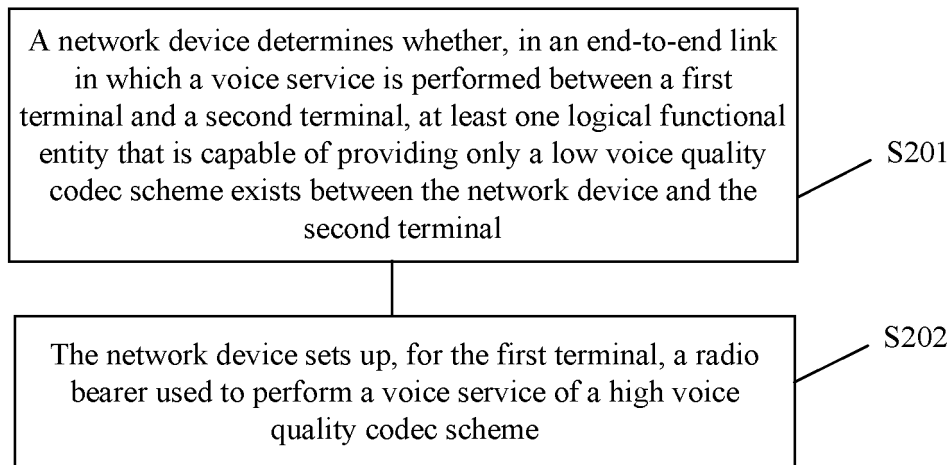 A network device determines whether, in an end-to-end link
in which a voice service is performed between a first
terminal and a second terminal, at least one logical functional
entity that is capable of providing only a low voice quality
codec scheme exists between the network device and the
second terminal
S201
The network device sets up, for the first terminal, a radio
bearer used to perform a voice service of a high voice
quality codec scheme
S202